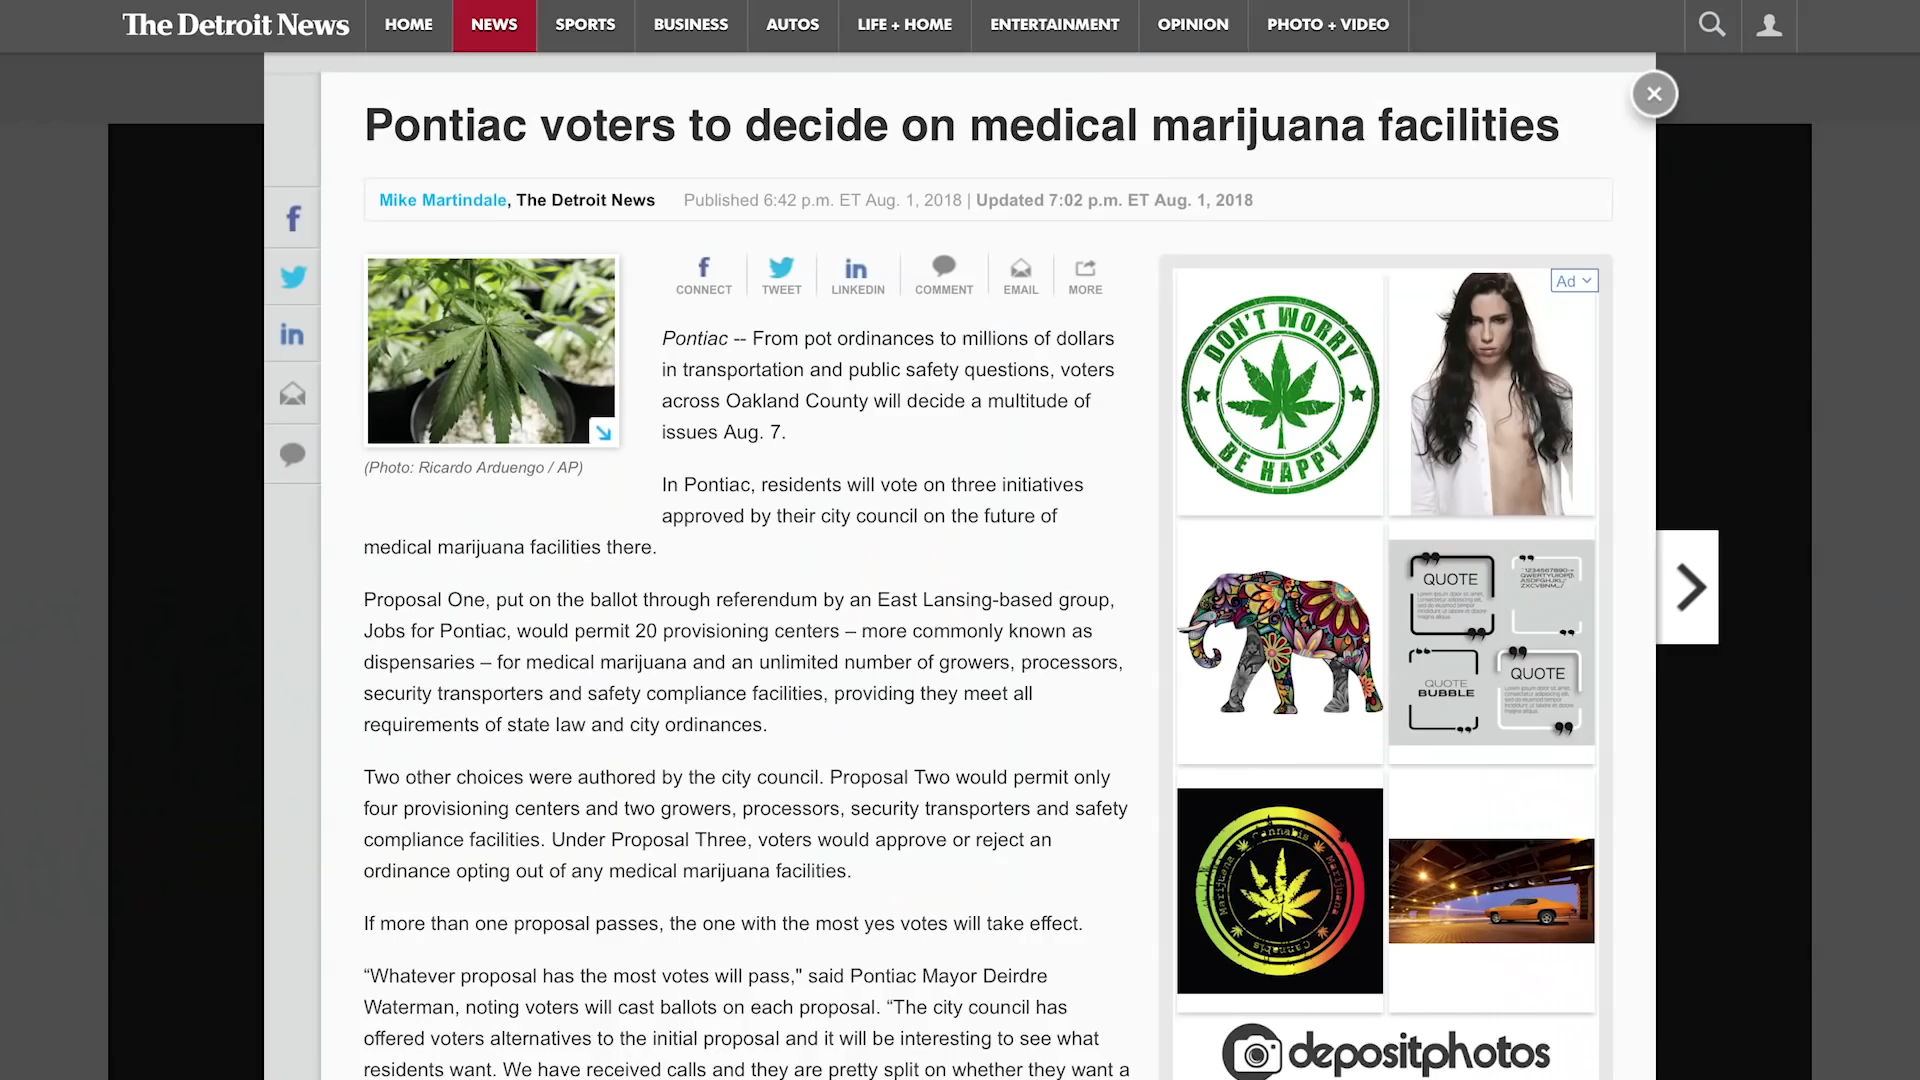 The Detroit News
HOME
NEWS
SPORTS
BUSINESS
AUTOS
LIFE + HOME
ENTERTAINMENT
OPINION
PHOTO + VIDEO
Pontiac voters to decide on medical marijuana facilities
Mike Martindale, The Detroit News Published 6:42 p.m. ET Aug. 1, 2018 | Updated 7:02 p.m. ET Aug. 1, 2018
CONNECT
TWEET
LINKEDIN
COMMENT
EMAIL
MORE
(Photo: Ricardo Arduengo / AP)
Pontiac -- From pot ordinances to millions of dollars
in transportation and public safety questions, voters
across Oakland County will decide a multitude of
issues Aug. 7.
In Pontiac, residents will vote on three initiatives
approved by their city council on the future of
medical marijuana facilities there.
Proposal One, put on the ballot through referendum by an East Lansing-based group,
Jobs for Pontiac, would permit 20 provisioning centers – more commonly known as
dispensaries – for medical marijuana and an unlimited number of growers, processors,
security transporters and safety compliance facilities, providing they meet all
requirements of state law and city ordinances.
Two other choices were authored by the city council. Proposal Two would permit only
four provisioning centers and two growers, processors, security transporters and safety
compliance facilities. Under Proposal Three, voters would approve or reject an
ordinance opting out of any medical marijuana facilities.
If more than one proposal passes, the one with the most yes votes will take effect.
“Whatever proposal has the most votes will pass," said Pontiac Mayor Deirdre
Waterman, noting voters will cast ballots on each proposal. “The city council has
offered voters alternatives to the initial proposal and it will be interesting to see what
residents want. We have received calls and they are pretty split on whether they want a
Ad
DON'T WORRY
BE HAPPY
QUOTE
QUOTE
BUBBLE
QUOTE
Cannabis
Marijuana
Marijuana
Cannabis
depositphotos